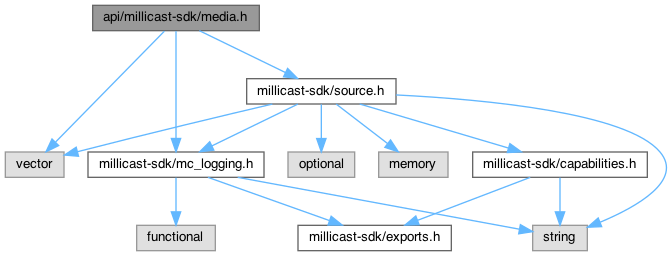 api/millicast-sdk/media.h
millicast-sdk/source.h
vector
millicast-sdk/mc_logging.h
optional
memory
millicast-sdk/capabilities.h
functional
millicast-sdk/exports.h
string